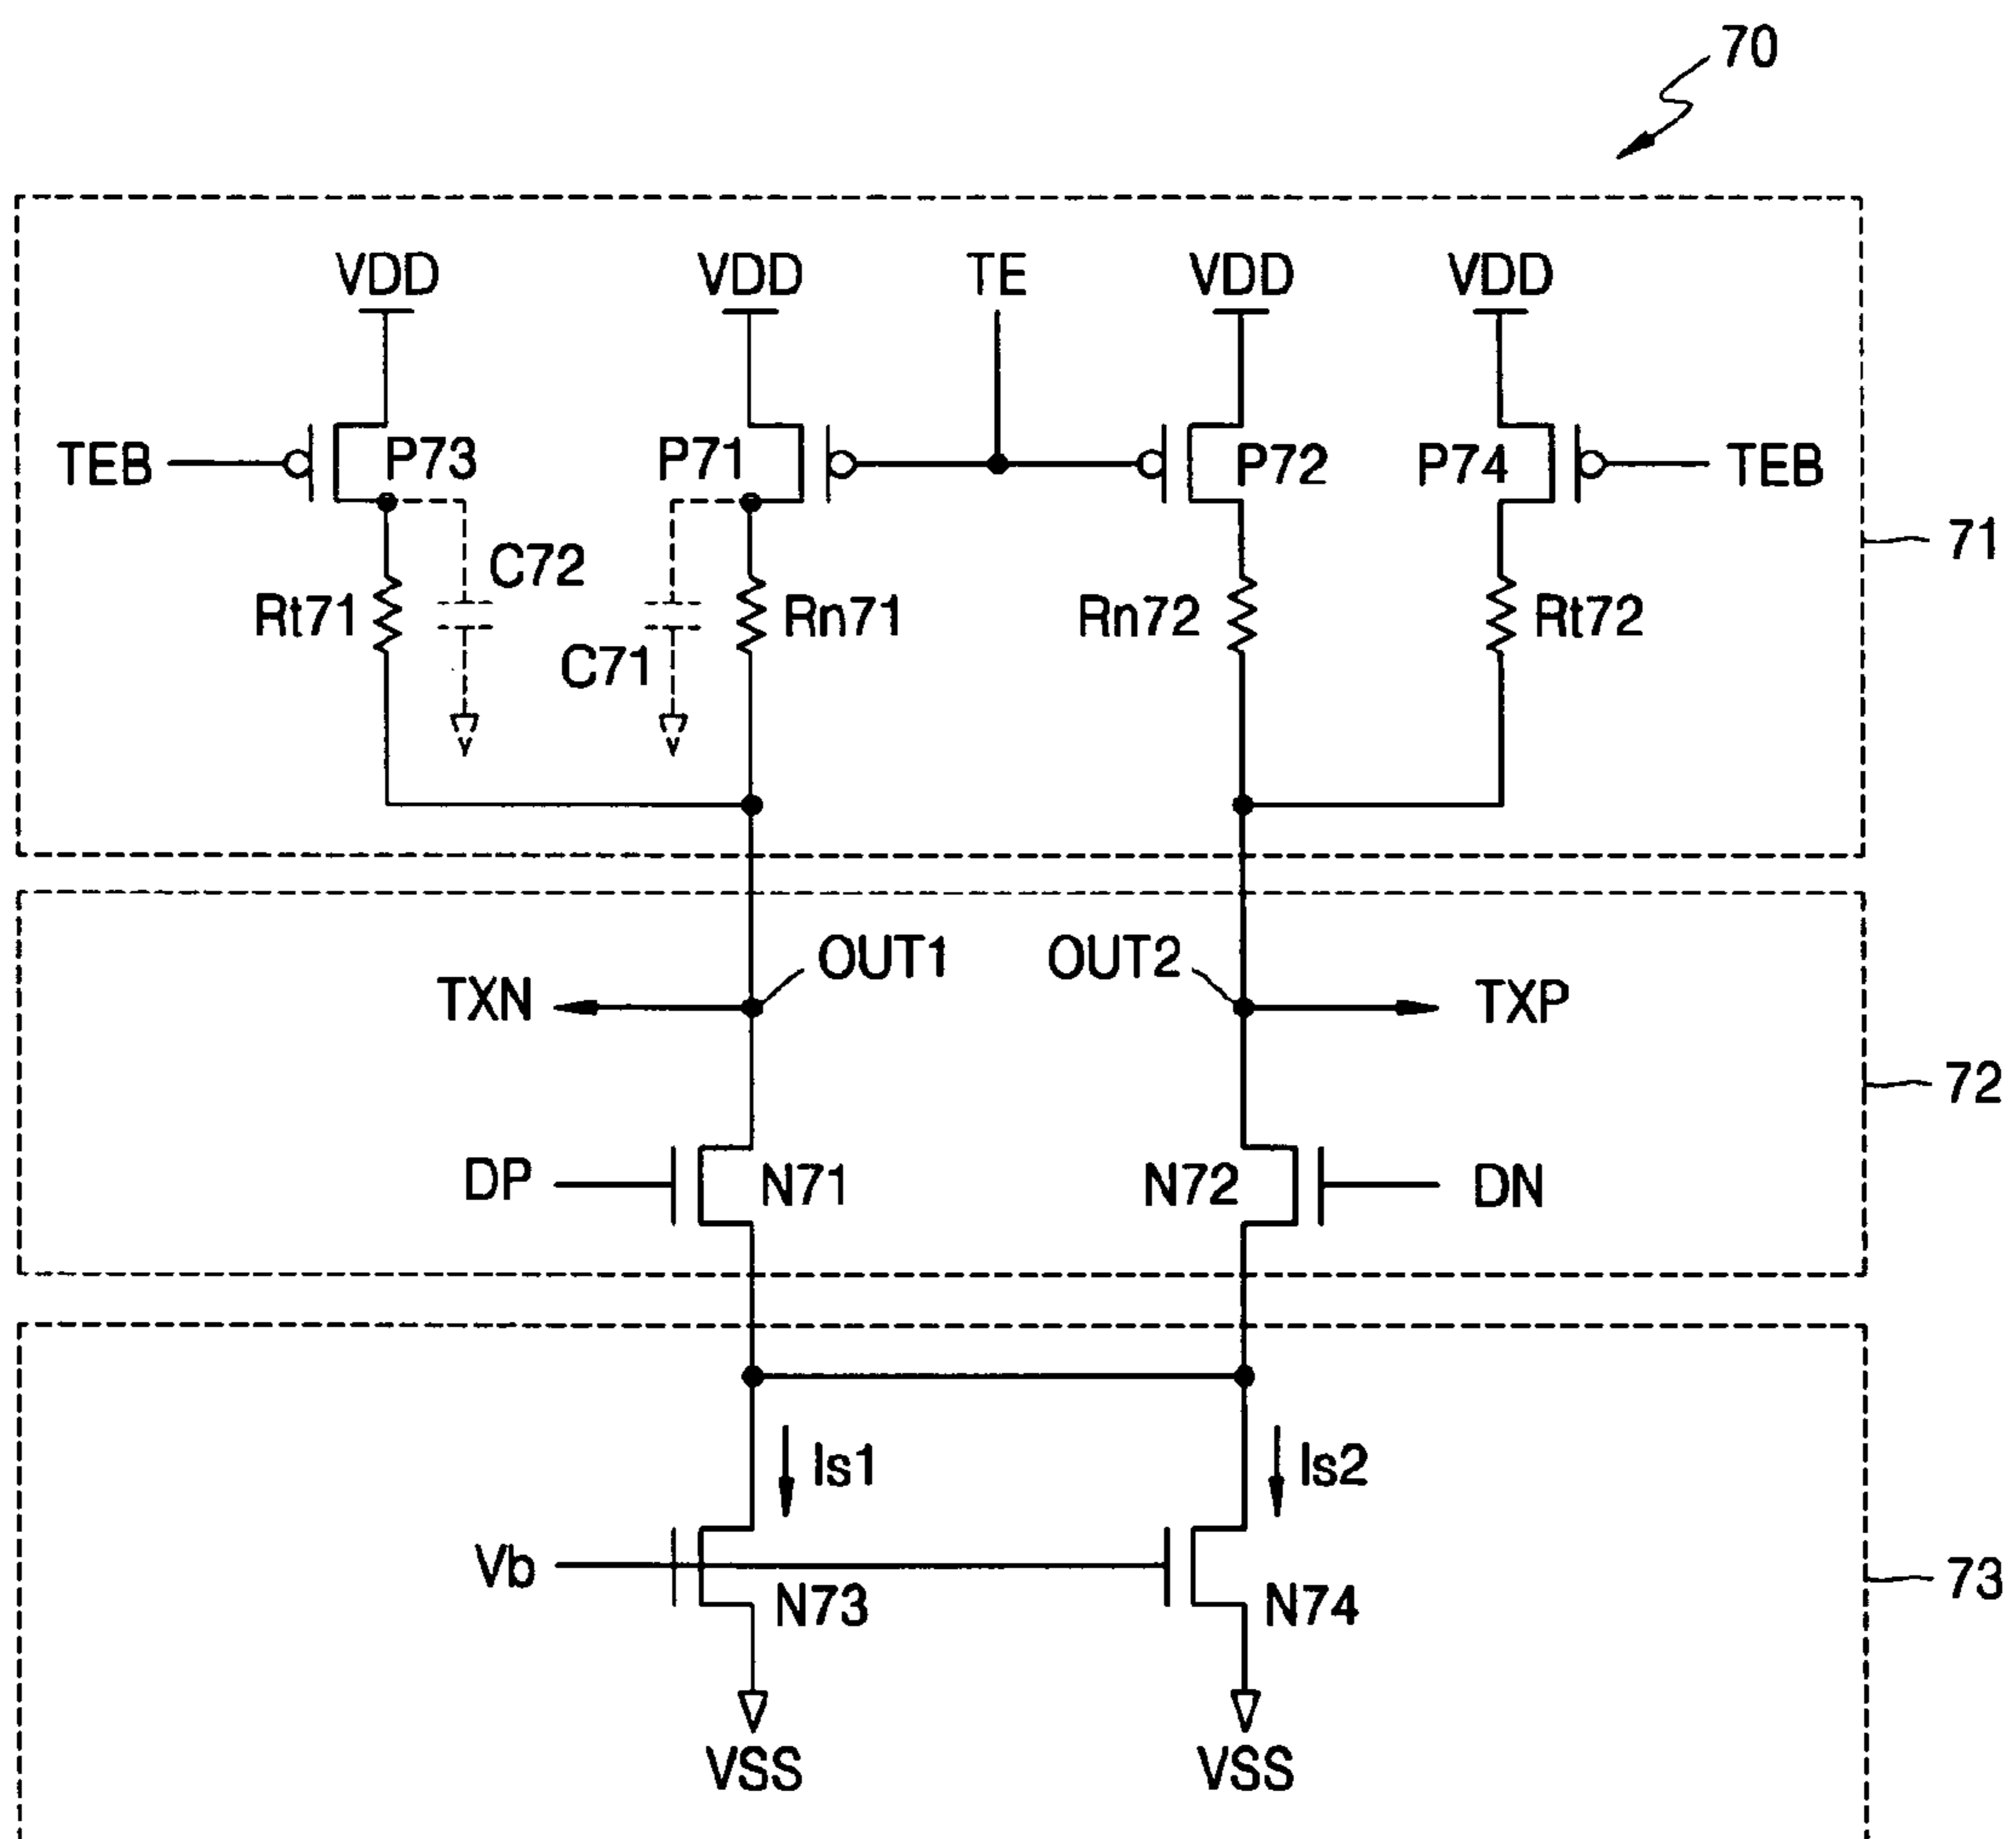 70
VDD VDD TE VDD VDD
TEB P73 P71 P72 P74 TEB
71
C72
Rt71 Rn71 Rn72 Rt72
C71
OUT1 OUT2
TXN TXP
72
DP N71 N72 DN
Is1 Is2
Vb 73
N73 N74
VSS VSS